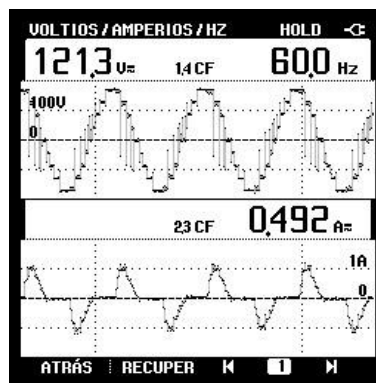 VOLTIOS/AMPERIOS/HZ HOLD
121,3 V≂ 1,4 CF 60,0 Hz
100V
0
2,3 CF 0,492 A≂
1A
0
ATRÁS RECUPER 1